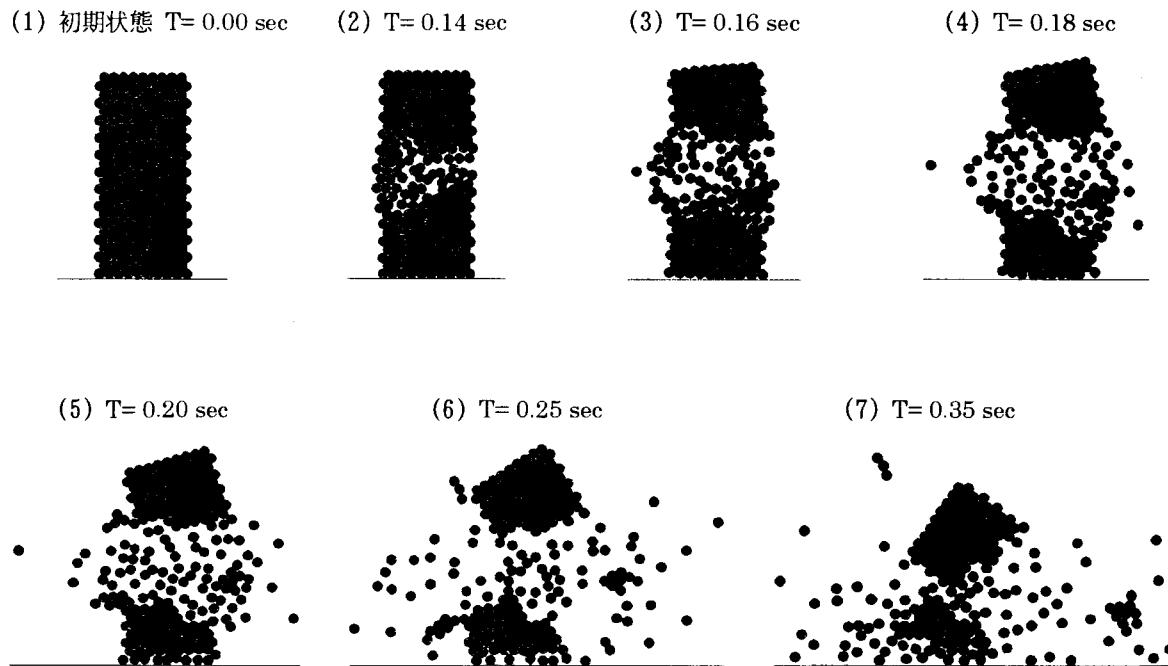 (1) 初期状態 T= 0.00 sec
(2) T= 0.14 sec
(3) T= 0.16 sec
(4) T= 0.18 sec
(5) T= 0.20 sec
(6) T= 0.25 sec
(7) T= 0.35 sec